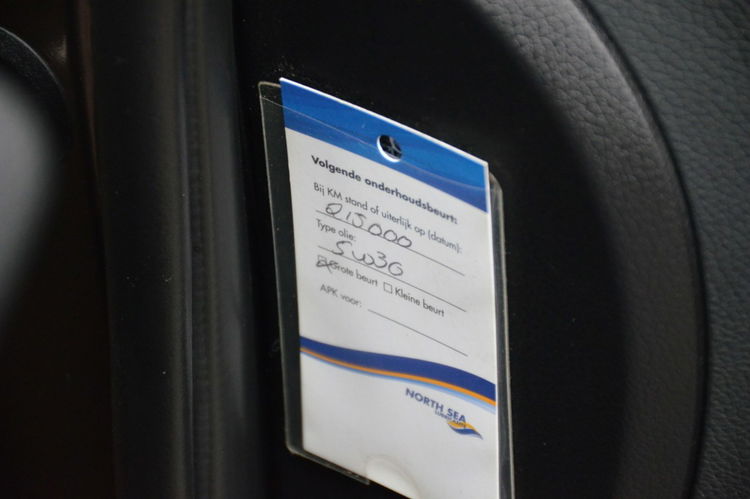 Volgende onderhoudsbeurt:
Bij KM stand of uiterlijk op (datum):
215000
Type olie:
5w30
Grote beurt Kleine beurt
APK voor:
NORTH SEA
LUBRICANTS